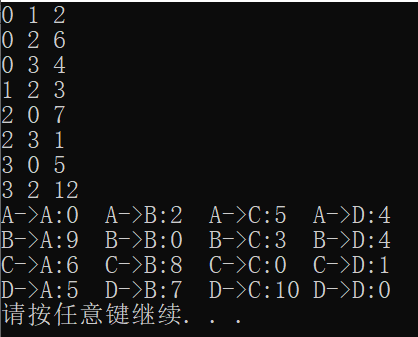 0 1 2
0 2 6
0 3 4
1 2 3
2 0 7
2 3 1
3 0 5
3 2 12
A->A:0  A->B:2  A->C:5  A->D:4
B->A:9  B->B:0  B->C:3  B->D:4
C->A:6  C->B:8  C->C:0  C->D:1
D->A:5  D->B:7  D->C:10 D->D:0
请按任意键继续. . .